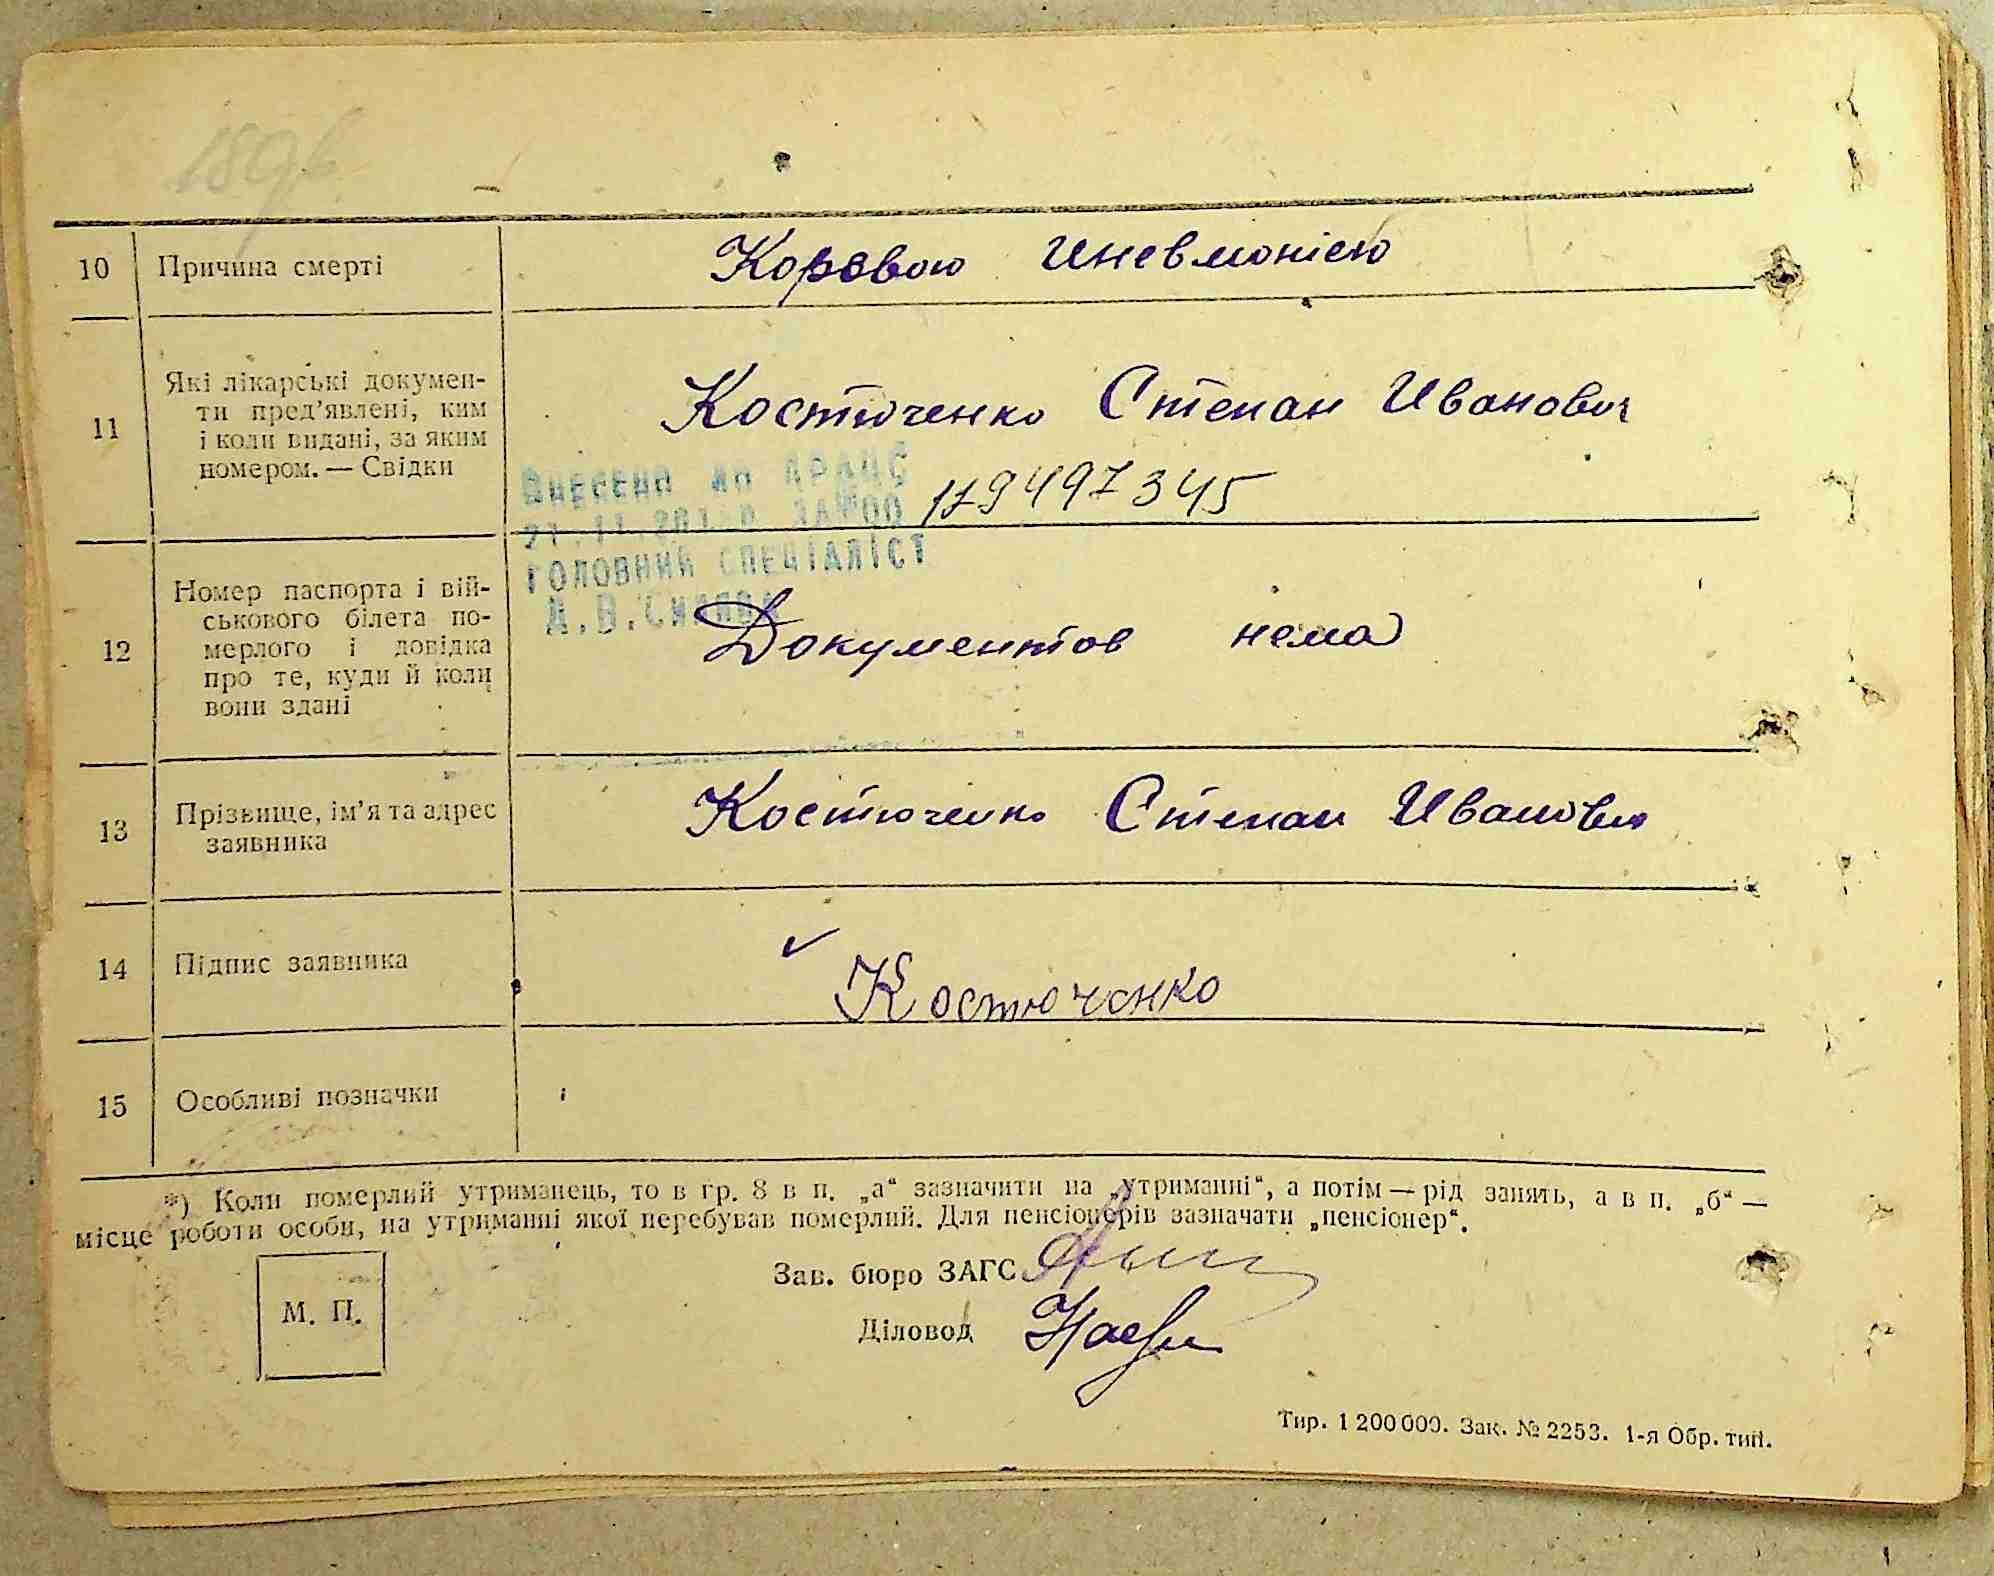 189
10 Причина смерті Коровою пневмонією
11 Які лікарські докумен-
ти пред’явлені, ким
і коли видані, за яким
номером. — Свідки
Костюченко Степан Иванович
ВНЕСЕНО ДО ДРАЦС
ГОЛОВНИЙ СПЕЦІАЛІСТ
179497345
12 Номер паспорта і вій-
ськового білета по-
мерлого і довідка
про те, куди й коли
вони здані
Документов нема
13 Прізвище, ім’я та адрес
заявника
Костюченко Степан Иванович
14 Підпис заявника Костюченко
15 Особливі позначки
*) Коли померлий утриманець, то в гр. 8 в п. „а“ зазначити на „утриманні“, а потім — рід занять, а в п. „б“ —
місце роботи особи, на утриманні якої перебував померлий. Для пенсіонерів зазначати „пенсіонер“.
Зав. бюро ЗАГС
М. П.
Діловод
Тир. 1 200 000. Зак. № 2253. 1-я Обр. тип.